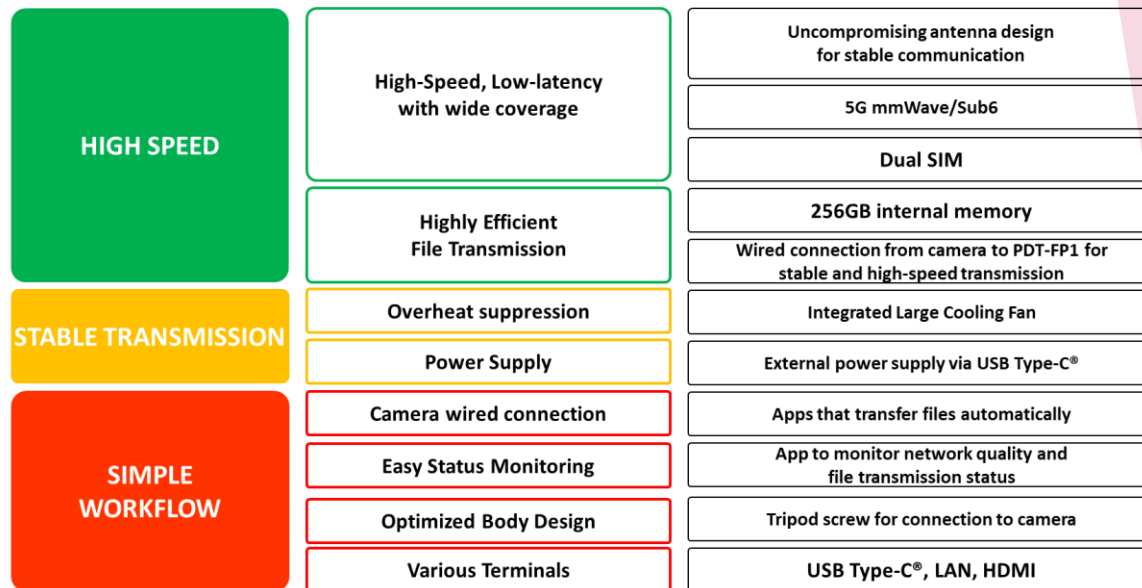 HIGH SPEED
High-Speed, Low-latency
with wide coverage
Uncompromising antenna design
for stable communication
5G mmWave/Sub6
Dual SIM
Highly Efficient
File Transmission
256GB internal memory
Wired connection from camera to PDT-FP1 for
stable and high-speed transmission
STABLE TRANSMISSION
Overheat suppression
Integrated Large Cooling Fan
Power Supply
External power supply via USB Type-C®
SIMPLE
WORKFLOW
Camera wired connection
Apps that transfer files automatically
Easy Status Monitoring
App to monitor network quality and
file transmission status
Optimized Body Design
Tripod screw for connection to camera
Various Terminals
USB Type-C®, LAN, HDMI